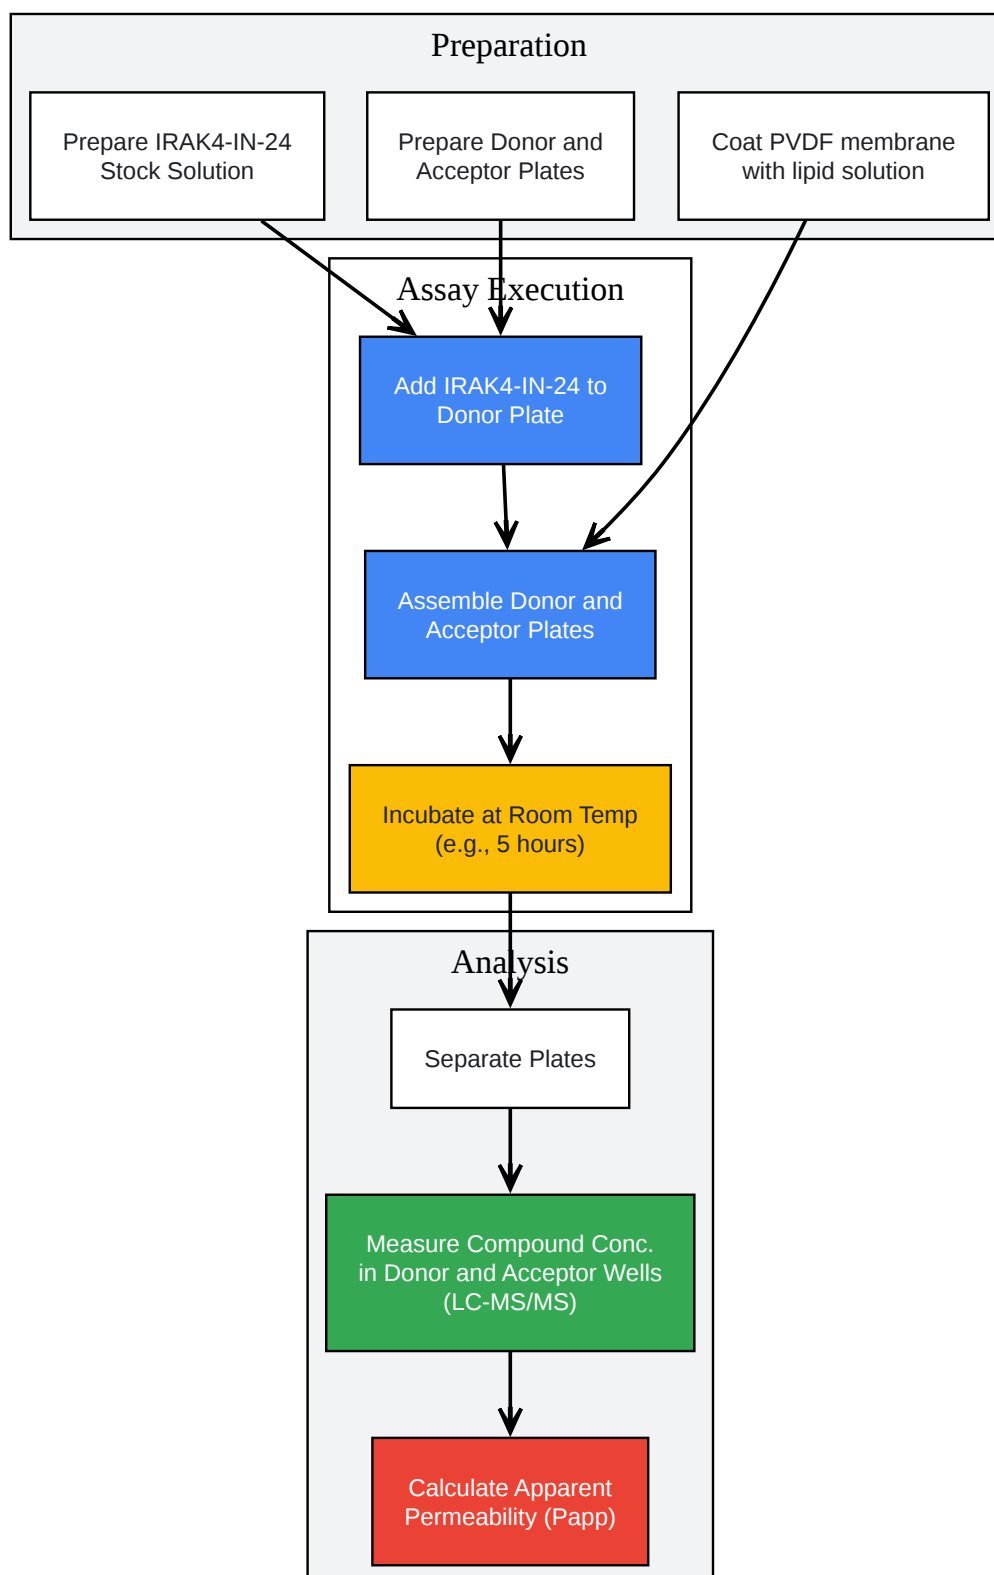 Preparation
Prepare IRAK4-IN-24
Stock Solution
Prepare Donor and
Acceptor Plates
Coat PVDF membrane
with lipid solution
Assay Execution
Add IRAK4-IN-24 to
Donor Plate
Assemble Donor and
Acceptor Plates
Incubate at Room Temp
(e.g., 5 hours)
Analysis
Separate Plates
Measure Compound Conc.
in Donor and Acceptor Wells
(LC-MS/MS)
Calculate Apparent
Permeability (Papp)